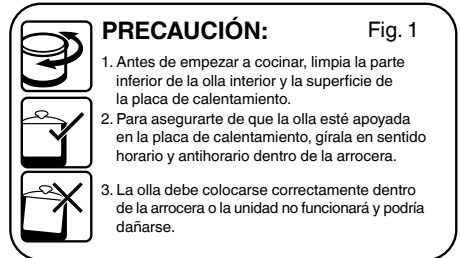 PRECAUCIÓN:
Fig. 1
1. Antes de empezar a cocinar, limpia la parte
inferior de la olla interior y la superficie de
la placa de calentamiento.
2. Para asegurarte de que la olla esté apoyada
en la placa de calentamiento, gírala en sentido
horario y antihorario dentro de la arrocera.
3. La olla debe colocarse correctamente dentro
de la arrocera o la unidad no funcionará y podría
dañarse.